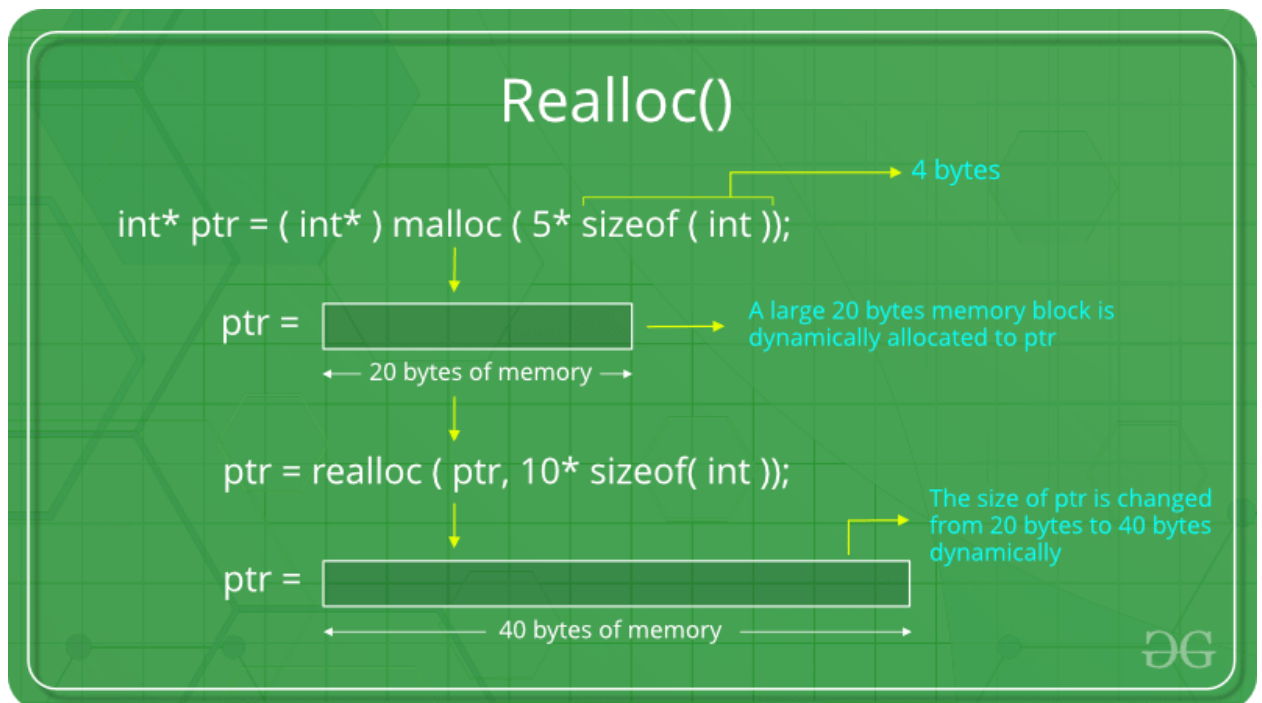 Realloc()
4 bytes
int* ptr = ( int* ) malloc ( 5* sizeof ( int ));
ptr =
A large 20 bytes memory block is
dynamically allocated to ptr
20 bytes of memory
ptr = realloc ( ptr, 10* sizeof( int ));
The size of ptr is changed
from 20 bytes to 40 bytes
dynamically
ptr =
40 bytes of memory